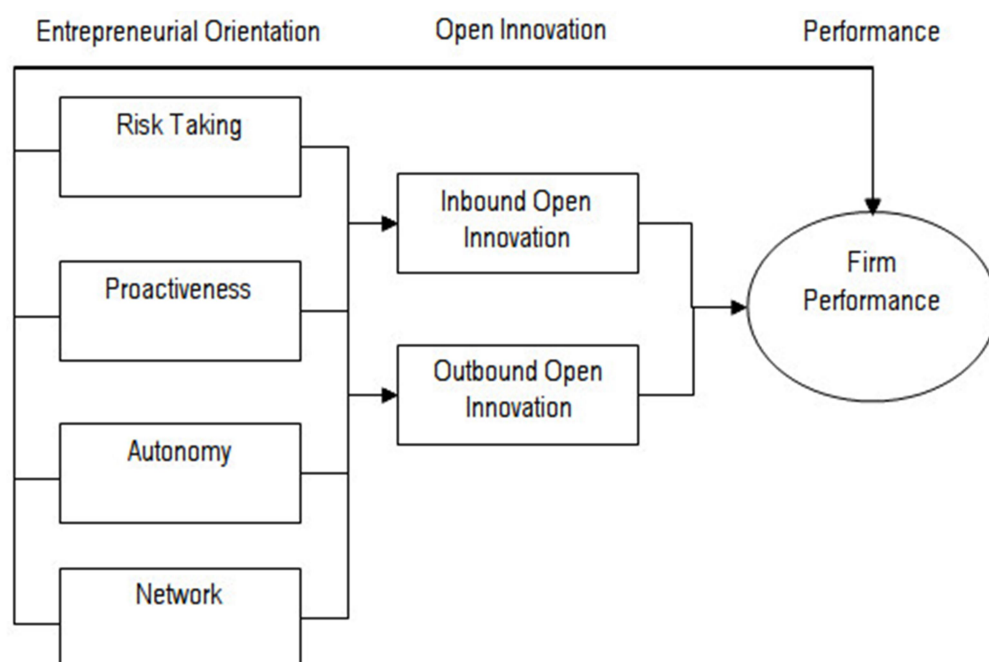 Entrepreneurial Orientation
Open Innovation
Performance
Risk Taking
Proactiveness
Autonomy
Network
Inbound Open
Innovation
Outbound Open
Innovation
Firm
Performance